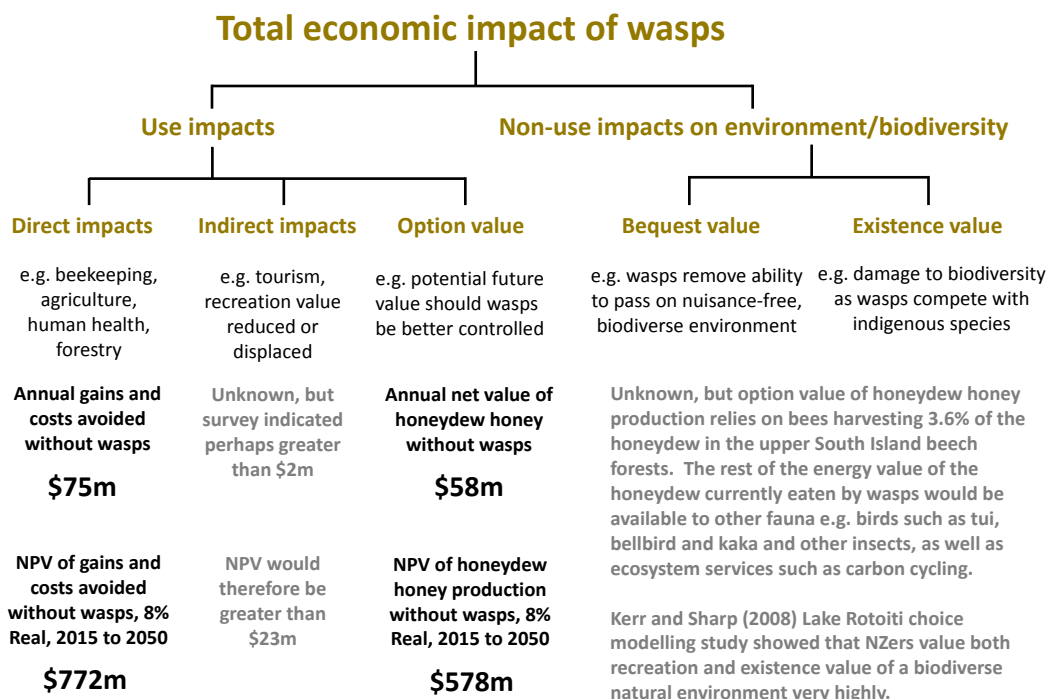 Total economic impact of wasps
Use impacts
Non-use impacts on environment/biodiversity
Direct impacts
Indirect impacts
Option value
Bequest value
Existence value
e.g. beekeeping,
agriculture,
human health,
forestry
e.g. tourism,
recreation value
reduced or
displaced
e.g. potential future
value should wasps
be better controlled
e.g. wasps remove ability
to pass on nuisance-free,
biodiverse environment
e.g. damage to biodiversity
as wasps compete with
indigenous species
Annual gains and
costs avoided
without wasps
$75m
Unknown, but
survey indicated
perhaps greater
than $2m
Annual net value of
honeydew honey
without wasps
$58m
NPV of gains and
costs avoided
without wasps, 8%
Real, 2015 to 2050
$772m
NPV would
therefore be
greater than
$23m
NPV of honeydew
honey production
without wasps, 8%
Real, 2015 to 2050
$578m
Unknown, but option value of honeydew honey
production relies on bees harvesting 3.6% of the
honeydew in the upper South Island beech
forests.  The rest of the energy value of the
honeydew currently eaten by wasps would be
available to other fauna e.g. birds such as tui,
bellbird and kaka and other insects, as well as
ecosystem services such as carbon cycling.
Kerr and Sharp (2008) Lake Rotoiti choice
modelling study showed that NZers value both
recreation and existence value of a biodiverse
natural environment very highly.